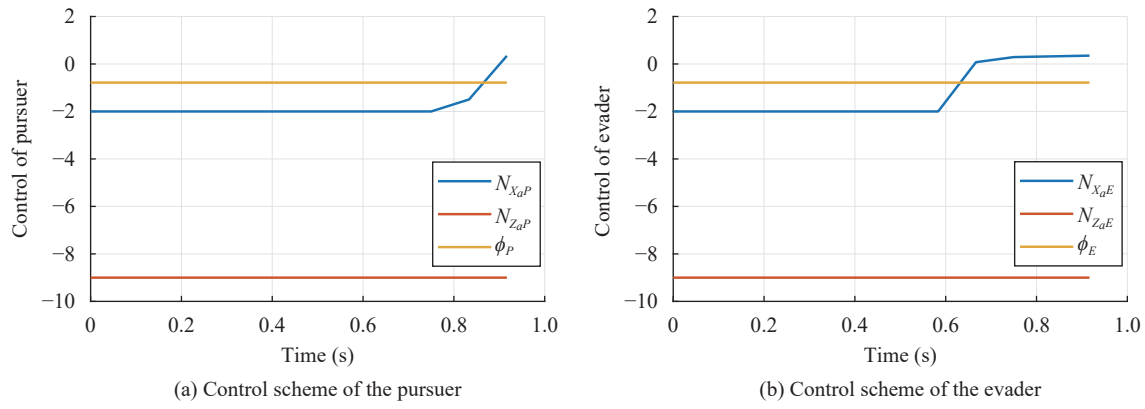 2
0
−2
−4
−6
−8
−10
Control of pursuer
N_{X_aP}
N_{Z_aP}
ϕ_P
0
0.2
0.4
0.6
0.8
1.0
Time (s)
(a) Control scheme of the pursuer
2
0
−2
−4
−6
−8
−10
Control of evader
N_{X_aE}
N_{Z_aE}
ϕ_E
0
0.2
0.4
0.6
0.8
1.0
Time (s)
(b) Control scheme of the evader